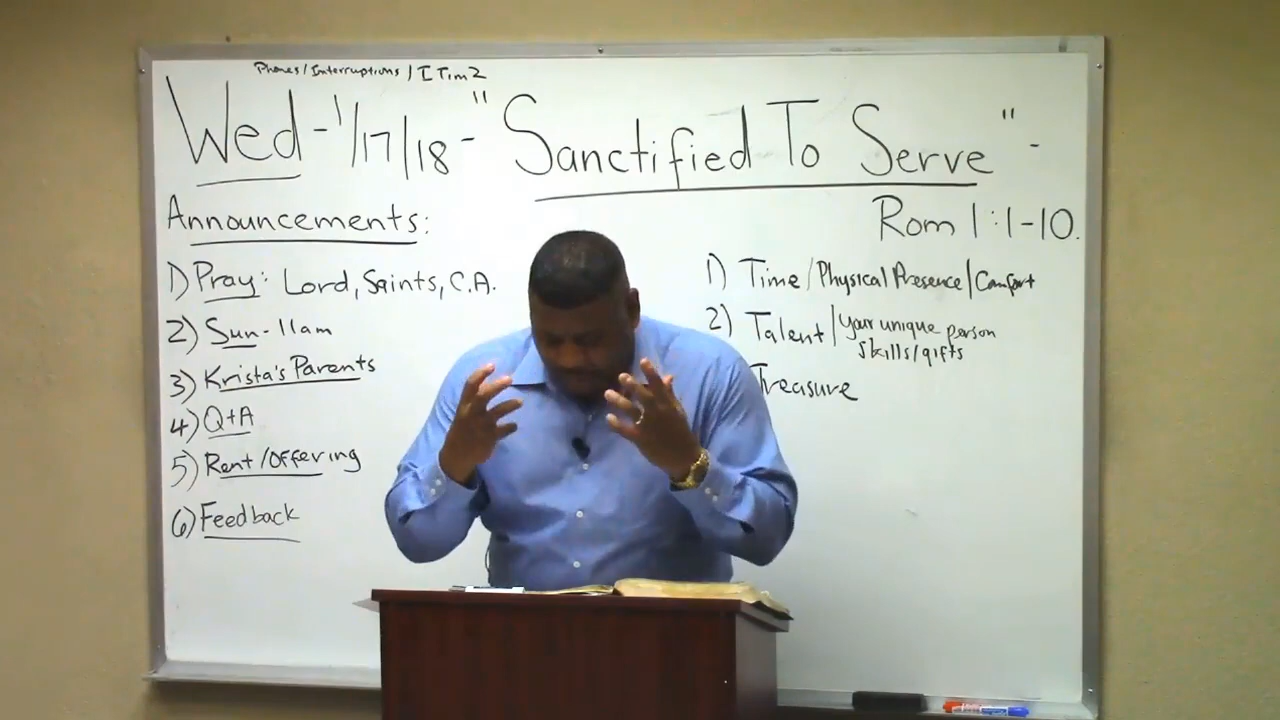 Phones/Interruptions/I Tim 2
Wed - 1/17/18 - "Sanctified To Serve" -
Rom 1:1-10.
Announcements:
1) Pray: Lord, Saints, C.A.
2) Sun-11am
3) Krista's Parents
4) Q+A
5) Rent/Offering
6) Feedback
1) Time/Physical Presence/Comfort
2) Talent/your unique person
skills/gifts
Treasure